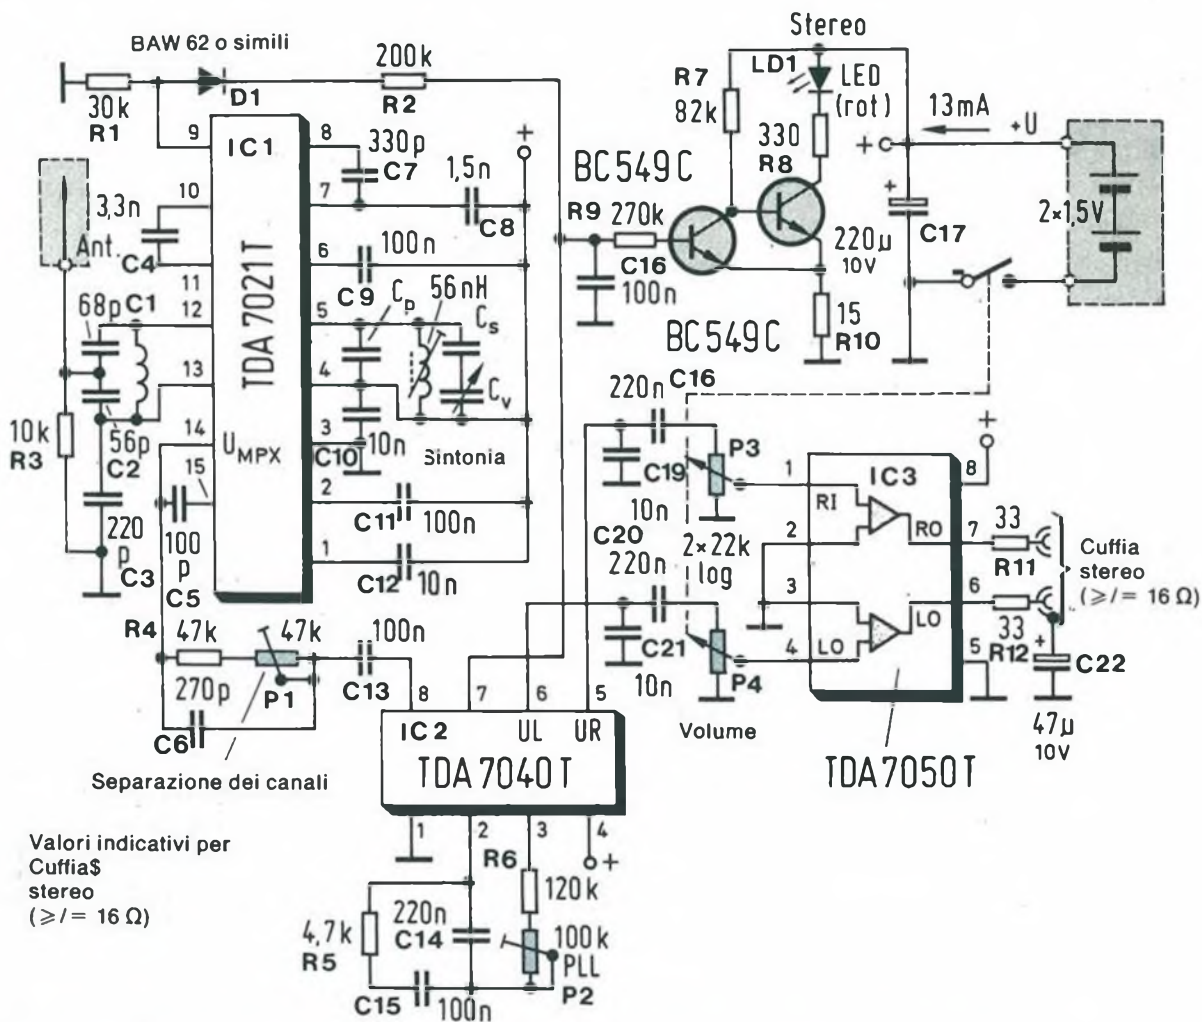 BAW 62 o simili
D1
200k
R2
30k
R1
9
8
IC1
330p
C7
TDA 7021T
10
3,3n
Ant.
C4
7
1,5n
C8
+
11
6
100n
C9
68p
C1
12
5
Cp
56nH
Cs
13
4
Cv
10k
R3
56p
C2
14
UMPX
3
C10
10n
Sintonia
15
2
C11
100n
220
p
C3
100
p
C5
1
C12
10n
R4
47k
47k
100n
C13
270p
P1
C6
Separazione dei canali
8
7
6
5
IC2
UL
UR
TDA 7040T
1
2
3
4
+
R6
120k
4,7k
R5
220n
C14
100k
PLL
P2
C15
100n
Valori indicativi per
Cuffia$
stereo
(≥/= 16 Ω)
Stereo
LD1
LED
(rot)
R7
82k
330
R8
BC549C
R9
270k
C16
100n
BC549C
15
R10
13mA
+U
+
+
C17
220µ
10V
2×1,5V
220n
C16
C19
10n
P3
C20
220n
2×22k
log
C21
10n
P4
Volume
1
IC3
8
+
RI
RO
2
7
33
R11
3
6
33
R12
LO
4
LO
5
TDA7050T
Cuffia
stereo
(≥/= 16 Ω)
+
C22
47µ
10V